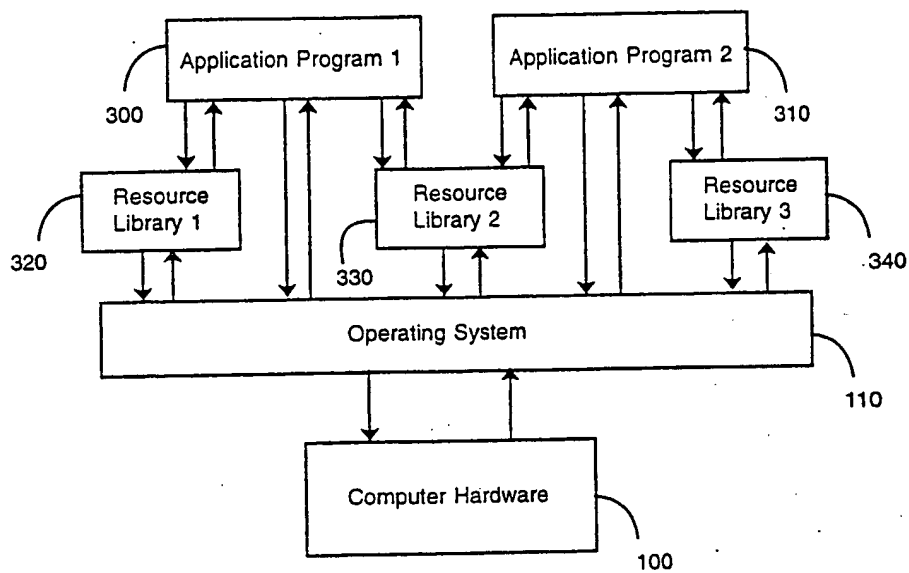 Application Program 1
Application Program 2
300
310
Resource
Library 1
Resource
Library 2
Resource
Library 3
320
330
340
Operating System
110
Computer Hardware
100